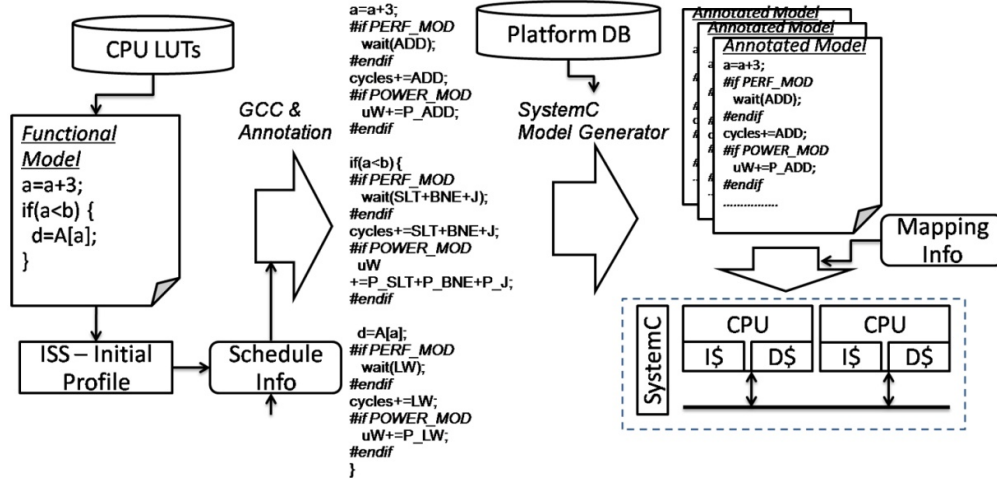 CPU LUTs
Functional
Model
a=a+3;
if(a<b) {
d=A[a];
}
ISS – Initial
Profile
Schedule
Info
GCC &
Annotation
a=a+3;
#if PERF_MOD
wait(ADD);
#endif
cycles+=ADD;
#if POWER_MOD
uW+=P_ADD;
#endif
if(a<b) {
#if PERF_MOD
wait(SLT+BNE+J);
#endif
cycles+=SLT+BNE+J;
#if POWER_MOD
uW
+=P_SLT+P_BNE+P_J;
#endif
d=A[a];
#if PERF_MOD
wait(LW);
#endif
cycles+=LW;
#if POWER_MOD
uW+=P_LW;
#endif
}
Platform DB
SystemC
Model Generator
Annotated Model
Annotated Model
Annotated Model
a=a+3;
#if PERF_MOD
wait(ADD);
#endif
cycles+=ADD;
#if POWER_MOD
uW+=P_ADD;
#endif
................
Mapping
Info
SystemC
CPU
I$ D$
CPU
I$ D$